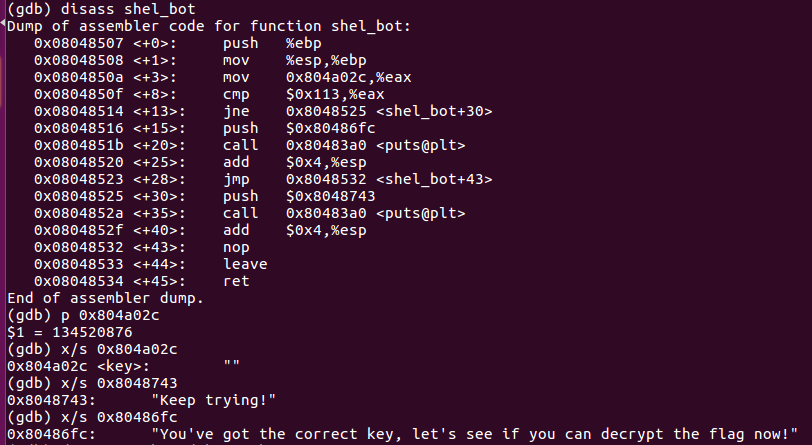 (gdb) disass shel_bot
Dump of assembler code for function shel_bot:
0x08048507 <+0>: push %ebp
0x08048508 <+1>: mov %esp,%ebp
0x0804850a <+3>: mov 0x804a02c,%eax
0x0804850f <+8>: cmp $0x113,%eax
0x08048514 <+13>: jne 0x8048525 <shel_bot+30>
0x08048516 <+15>: push $0x80486fc
0x0804851b <+20>: call 0x80483a0 <puts@plt>
0x08048520 <+25>: add $0x4,%esp
0x08048523 <+28>: jmp 0x8048532 <shel_bot+43>
0x08048525 <+30>: push $0x8048743
0x0804852a <+35>: call 0x80483a0 <puts@plt>
0x0804852f <+40>: add $0x4,%esp
0x08048532 <+43>: nop
0x08048533 <+44>: leave
0x08048534 <+45>: ret
End of assembler dump.
(gdb) p 0x804a02c
$1 = 134520876
(gdb) x/s 0x804a02c
0x804a02c <key>: ""
(gdb) x/s 0x8048743
0x8048743: "Keep trying!"
(gdb) x/s 0x80486fc
0x80486fc: "You've got the correct key, let's see if you can decrypt the flag now!"